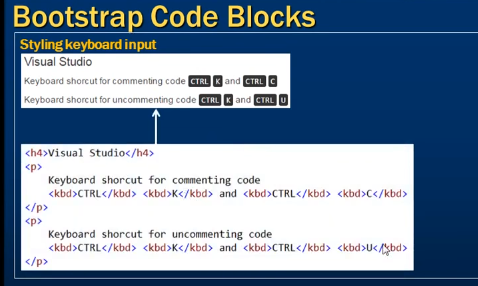 Bootstrap Code Blocks
Styling keyboard input
Visual Studio
Keyboard shorcut for commenting code CTRL K and CTRL C
Keyboard shorcut for uncommenting code CTRL K and CTRL U
<h4>Visual Studio</h4>
<p>
Keyboard shorcut for commenting code
<kbd>CTRL</kbd> <kbd>K</kbd> and <kbd>CTRL</kbd> <kbd>C</kbd>
</p>
<p>
Keyboard shorcut for uncommenting code
<kbd>CTRL</kbd> <kbd>K</kbd> and <kbd>CTRL</kbd> <kbd>U</kbd>
</p>